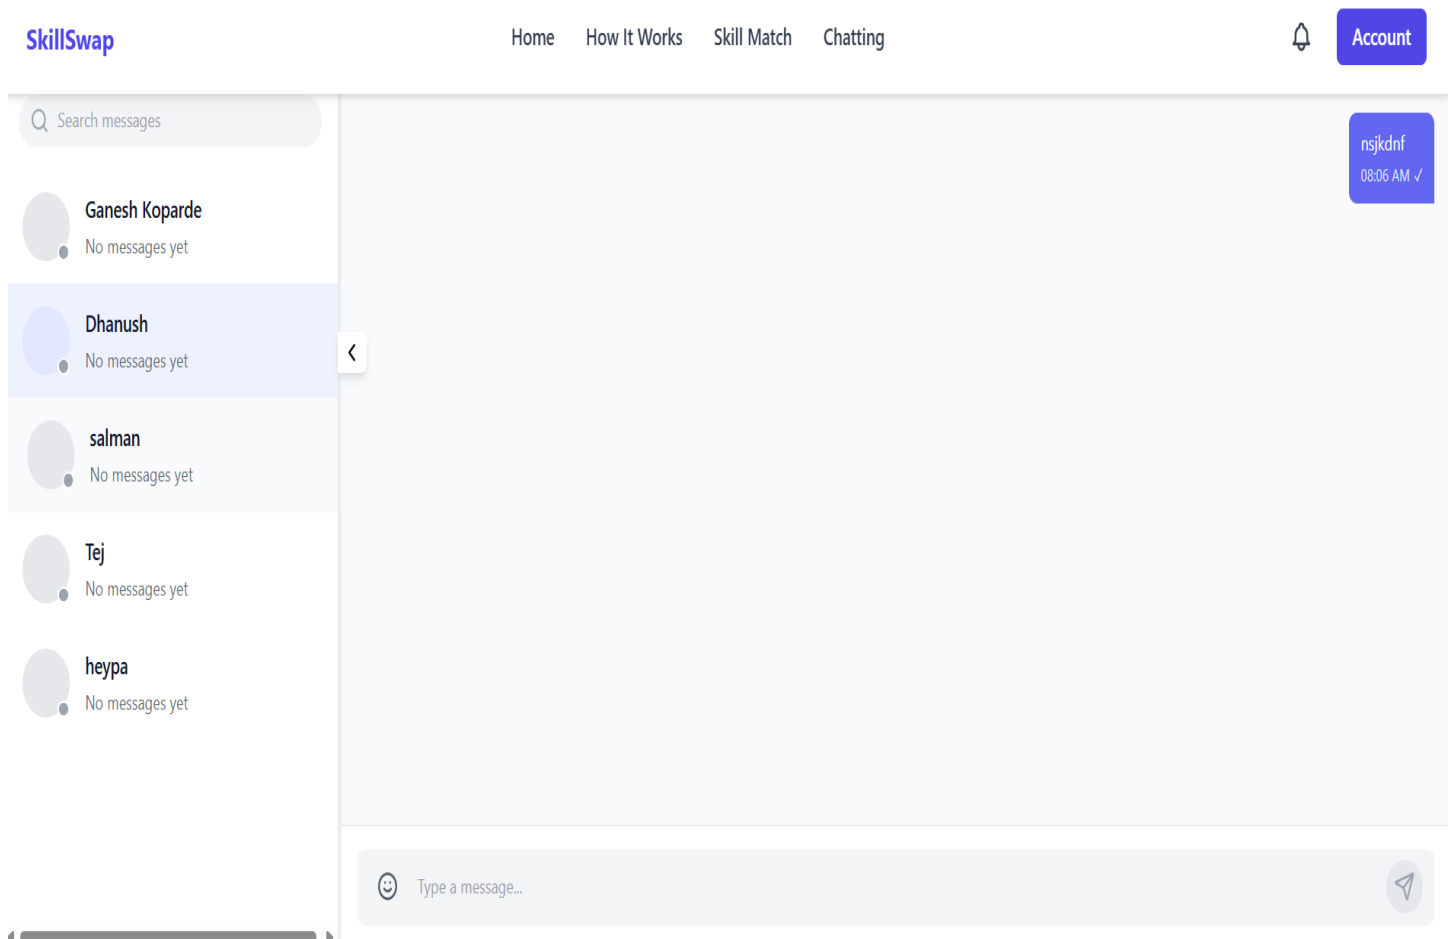 SkillSwap
Home How It Works Skill Match Chatting
Account
Search messages
Ganesh Koparde
No messages yet
Dhanush
No messages yet
salman
No messages yet
Tej
No messages yet
heypa
No messages yet
nsjkdnf
08:06 AM ✓
Type a message...